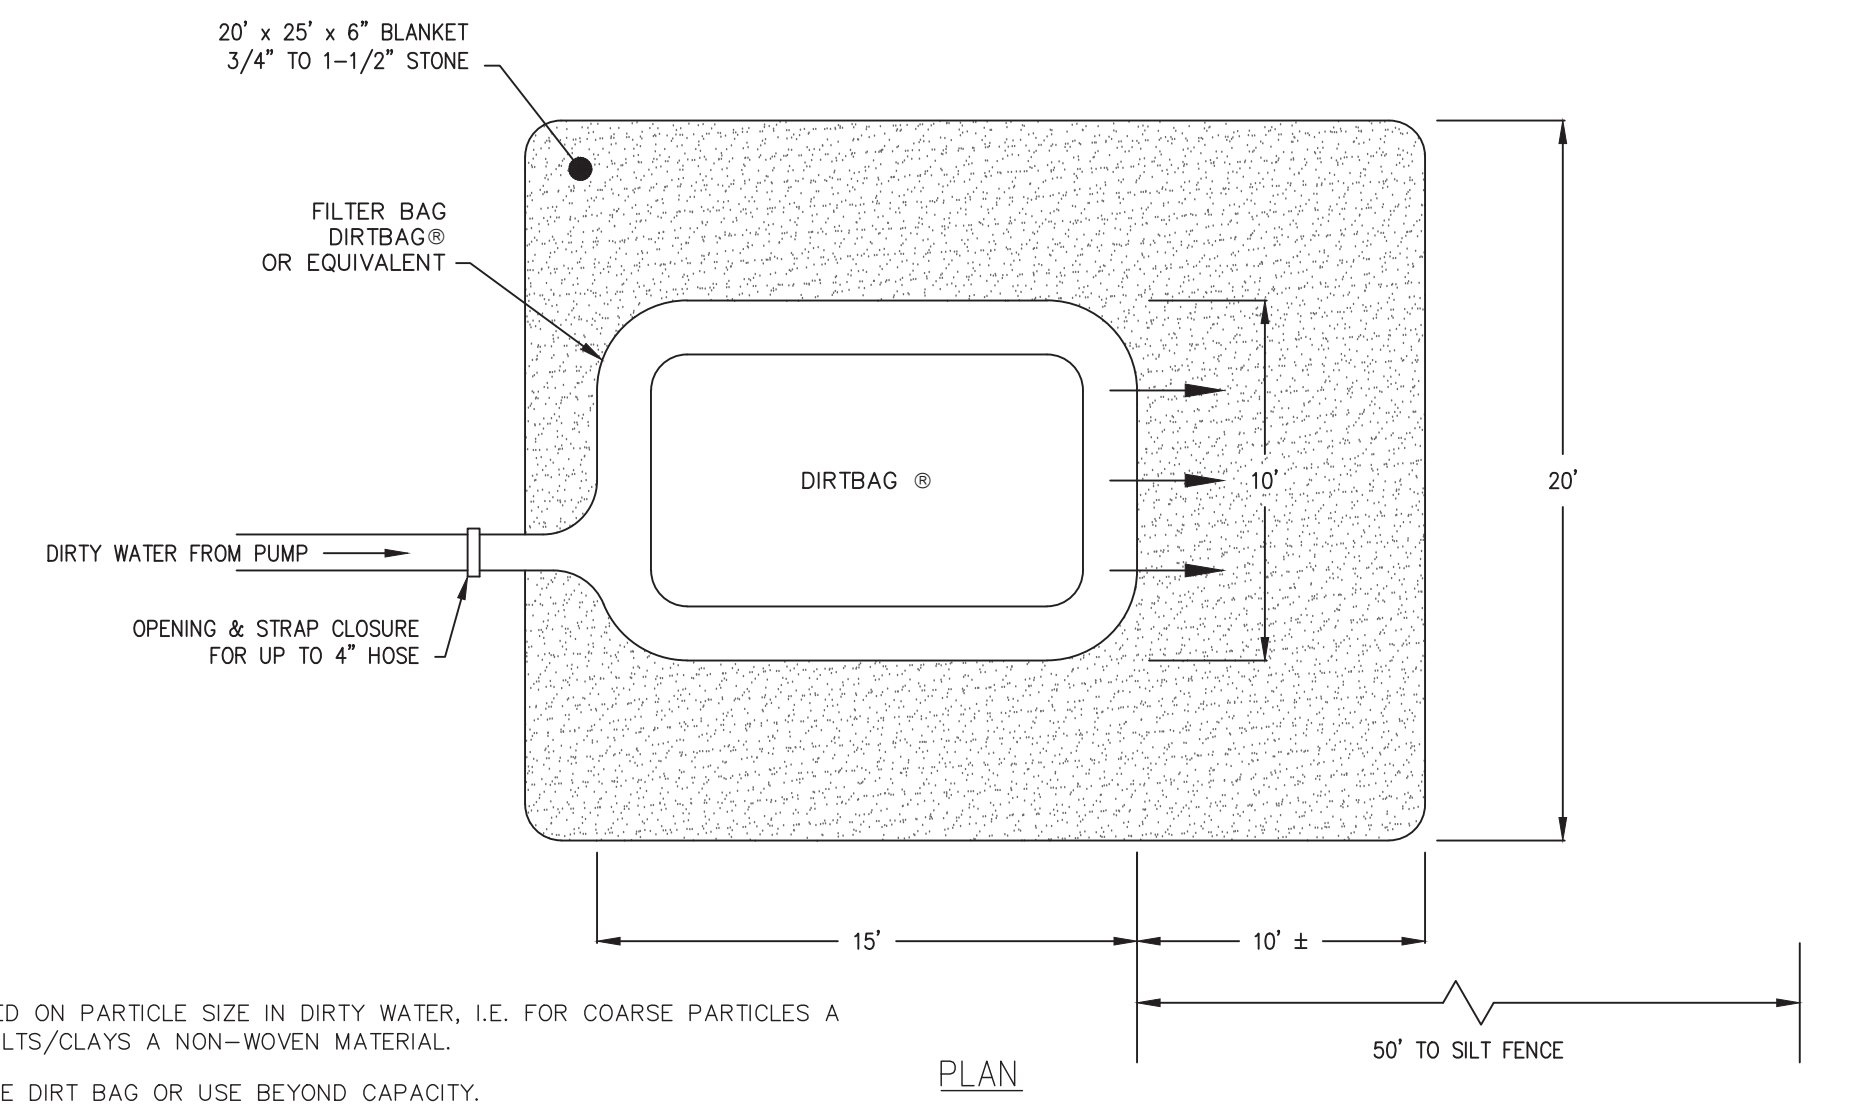 20' x 25' x 6" BLANKET
3/4" TO 1-1/2" STONE
FILTER BAG
DIRTBAG®
OR EQUIVALENT
DIRTBAG ®
10'
20'
DIRTY WATER FROM PUMP
OPENING & STRAP CLOSURE
FOR UP TO 4" HOSE
15'
10' ±
50' TO SILT FENCE
ON PARTICLE SIZE IN DIRTY WATER, I.E. FOR COARSE PARTICLES A
LTS/CLAYS A NON-WOVEN MATERIAL.
E DIRT BAG OR USE BEYOND CAPACITY.
PLAN